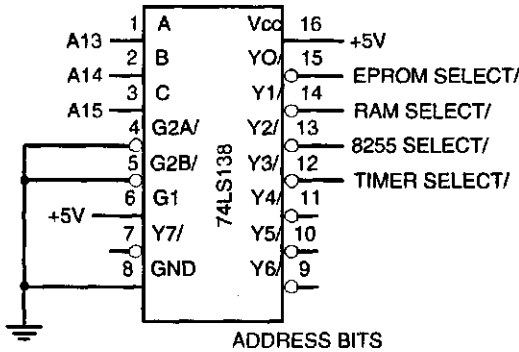 1 A Vcc 16
A13 +5V
2 B Y0/ 15
A14 EPROM SELECT/
3 C Y1/ 14
A15 RAM SELECT/
4 G2A/ Y2/ 13
8255 SELECT/
5 G2B/ Y3/ 12
TIMER SELECT/
6 G1 Y4/ 11
+5V
7 Y7/ Y5/ 10
8 GND Y6/ 9
74LS138
ADDRESS BITS